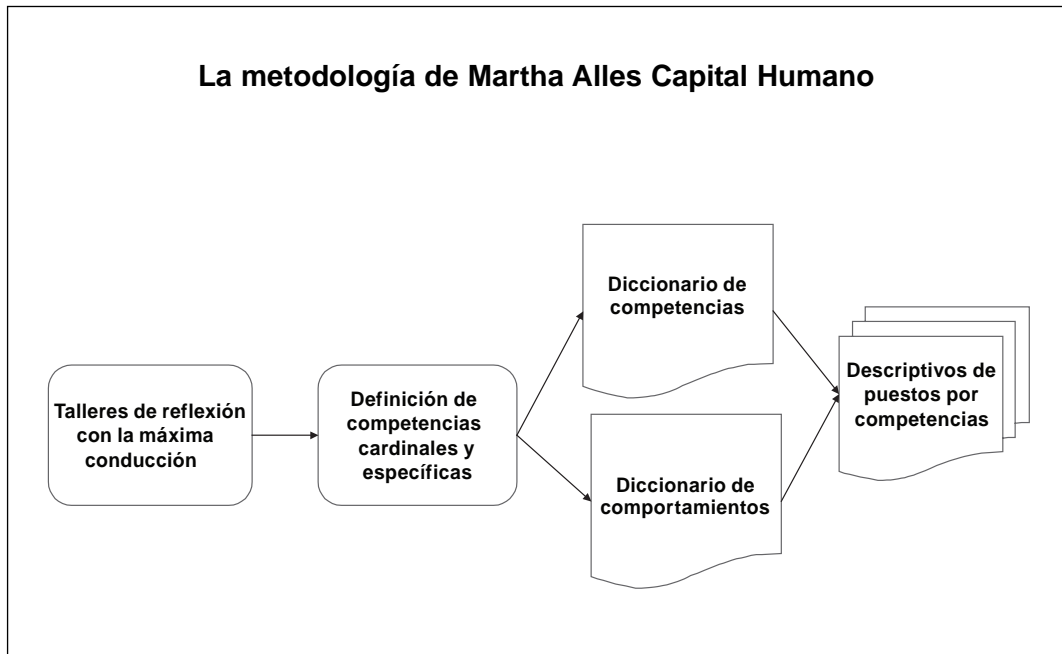 La metodología de Martha Alles Capital Humano
Talleres de reflexión
con la máxima
conducción
Definición de
competencias
cardinales y
específicas
Diccionario de
competencias
Diccionario de
comportamientos
Descriptivos de
puestos por
competencias